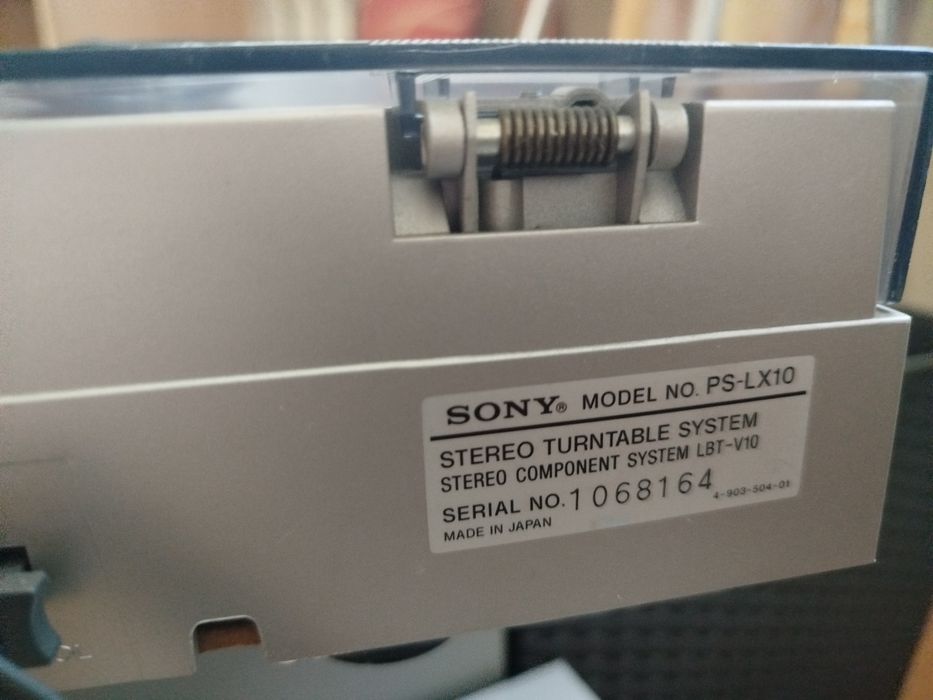 SONY® MODEL NO. PS-LX10
STEREO TURNTABLE SYSTEM
STEREO COMPONENT SYSTEM LBT-V10
SERIAL NO. 1068164 4-903-504-01
MADE IN JAPAN